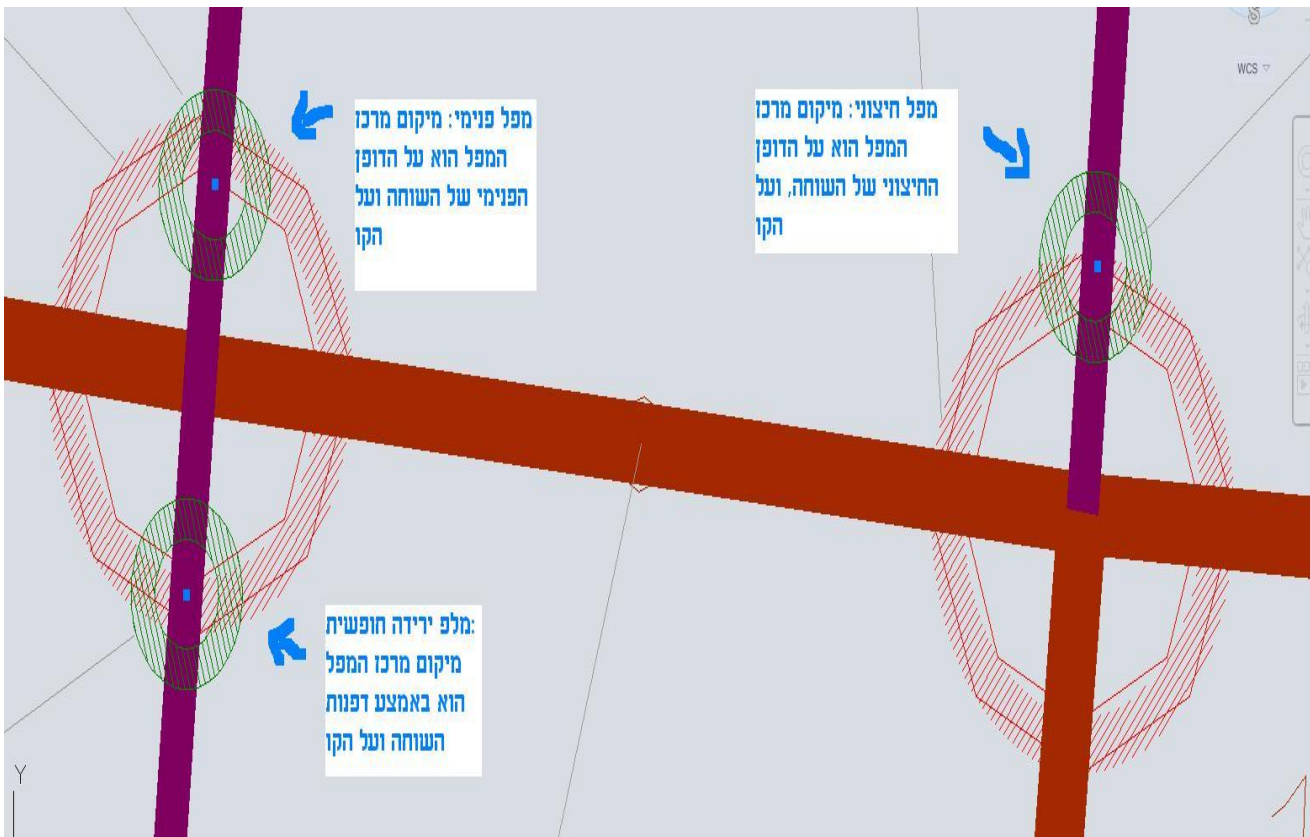 WCS
מפל פנימי: מיקום מרכז
המפל הוא על הדופן
הפנימי של השוחה ועל
הקו
מפל חיצוני: מיקום מרכז
המפל הוא על הדופן
החיצוני של השוחה, ועל
הקו
מלפ ירידה חופשית:
מיקום מרכז המפל
הוא באמצע דפנות
השוחה ועל הקו
Y